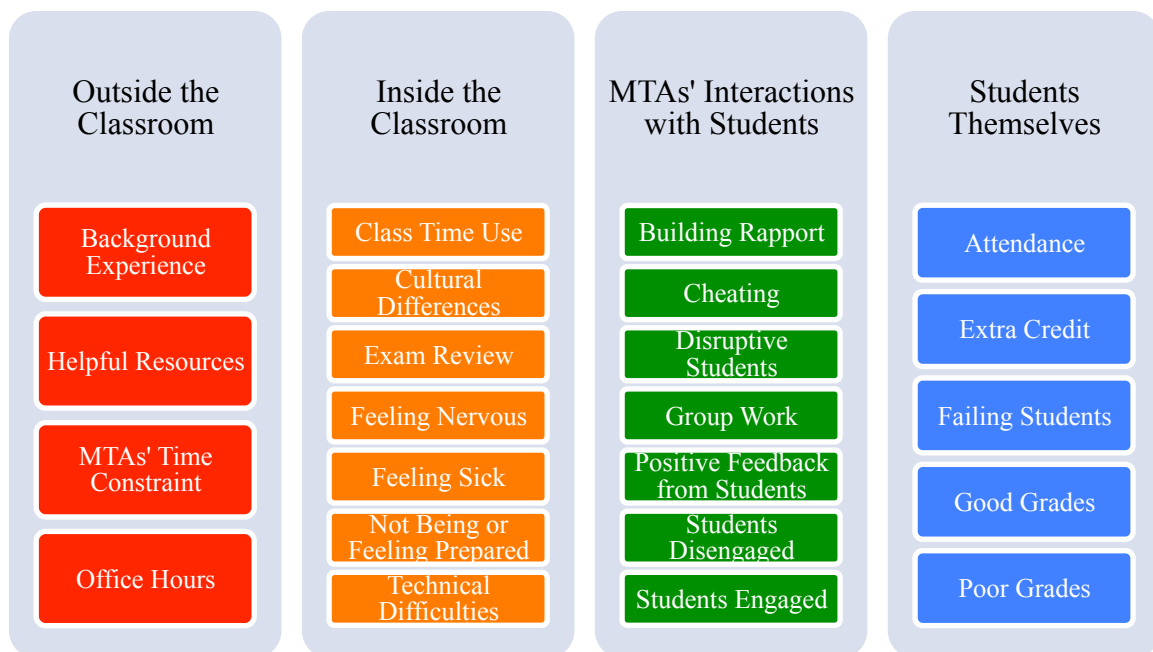 Outside the
Classroom
Background
Experience
Helpful Resources
MTAs' Time
Constraint
Office Hours
Inside the
Classroom
Class Time Use
Cultural
Differences
Exam Review
Feeling Nervous
Feeling Sick
Not Being or
Feeling Prepared
Technical
Difficulties
MTAs' Interactions
with Students
Building Rapport
Cheating
Disruptive
Students
Group Work
Positive Feedback
from Students
Students
Disengaged
Students Engaged
Students
Themselves
Attendance
Extra Credit
Failing Students
Good Grades
Poor Grades